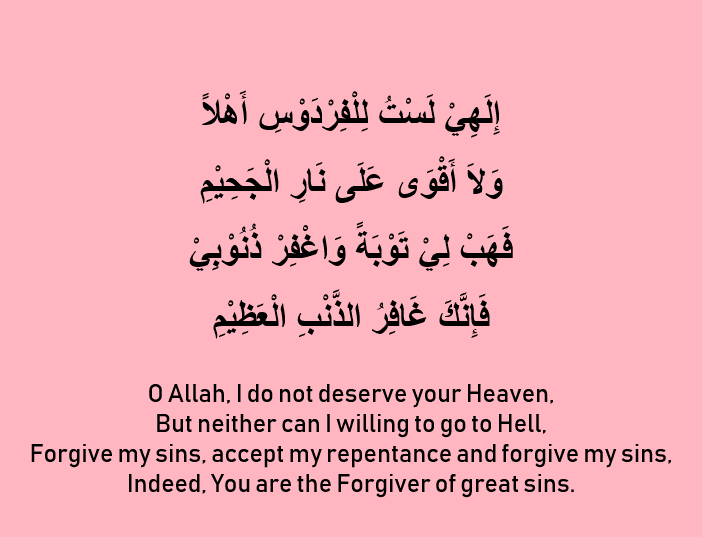 إِلَهِيْ لَسْتُ لِلْفِرْدَوْسِ أَهْلاً
وَلاَ أَقْوَى عَلَى نَارِ الْجَحِيْمِ
فَهَبْ لِيْ تَوْبَةً وَاغْفِرْ ذُنُوْبِيْ
فَإِنَّكَ غَافِرُ الذَّنْبِ الْعَظِيْمِ
O Allah, I do not deserve your Heaven,
But neither can I willing to go to Hell,
Forgive my sins, accept my repentance and forgive my sins,
Indeed, You are the Forgiver of great sins.